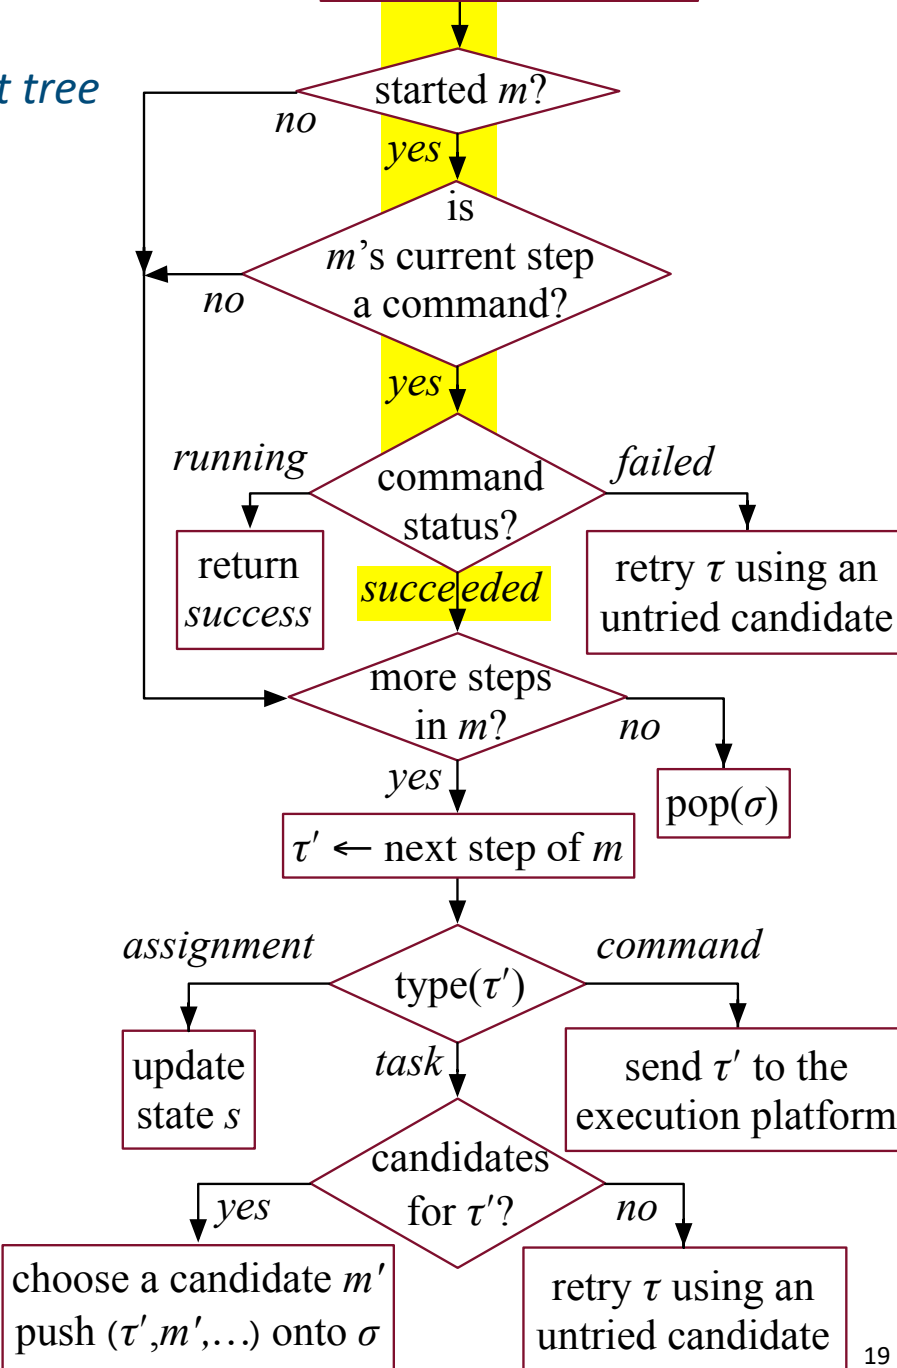 t tree
started m?
no
yes
is
m’s current step
a command?
no
yes
running
failed
command
status?
return
success
succeeded
retry τ using an
untried candidate
more steps
in m?
no
yes
pop(σ)
τ′ ← next step of m
assignment
command
type(τ′)
update
state s
task
send τ′ to the
execution platform
candidates
for τ′?
yes
no
choose a candidate m′
push (τ′,m′,…) onto σ
retry τ using an
untried candidate
19